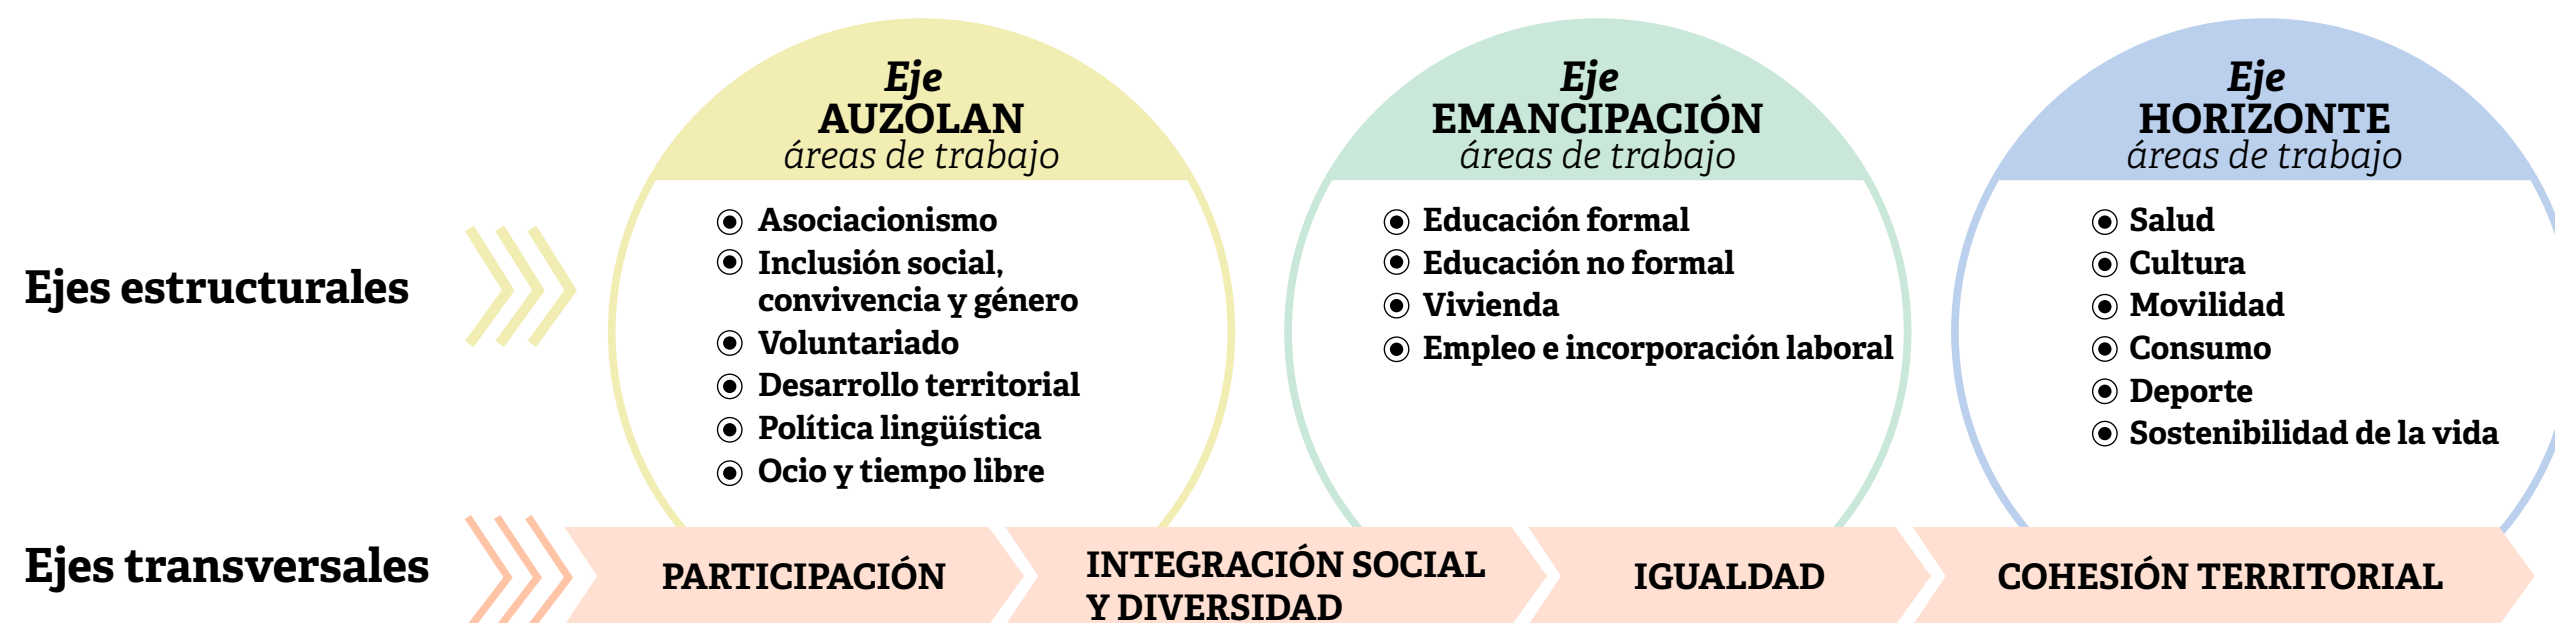 Ejes estructurales
Eje
AUZOLAN
áreas de trabajo
Asociacionismo
Inclusión social,
convivencia y género
Voluntariado
Desarrollo territorial
Política lingüística
Ocio y tiempo libre
Eje
EMANCIPACIÓN
áreas de trabajo
Educación formal
Educación no formal
Vivienda
Empleo e incorporación laboral
Eje
HORIZONTE
áreas de trabajo
Salud
Cultura
Movilidad
Consumo
Deporte
Sostenibilidad de la vida
Ejes transversales
PARTICIPACIÓN
INTEGRACIÓN SOCIAL
Y DIVERSIDAD
IGUALDAD
COHESIÓN TERRITORIAL